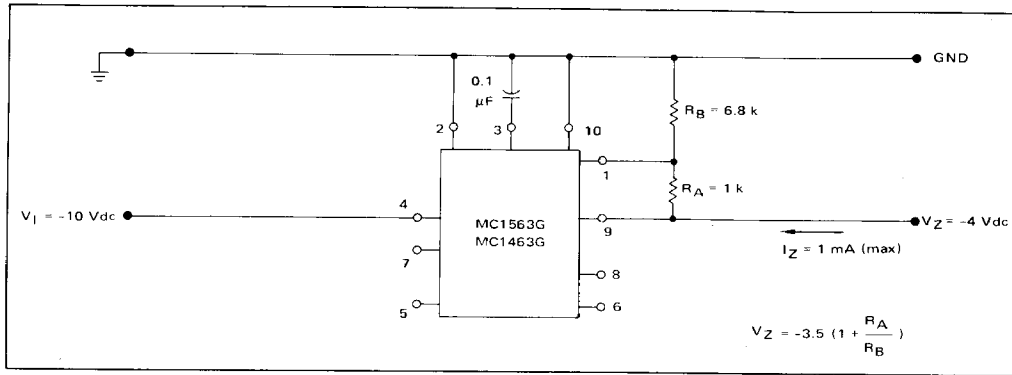 GND
0.1
µF
R_B = 6.8 k
2
3
10
1
R_A = 1 k
V_I = -10 Vdc
4
MC1563G
MC1463G
9
V_Z = -4 Vdc
7
I_Z = 1 mA (max)
8
5
6
V_Z = -3.5 (1 + R_A/R_B)